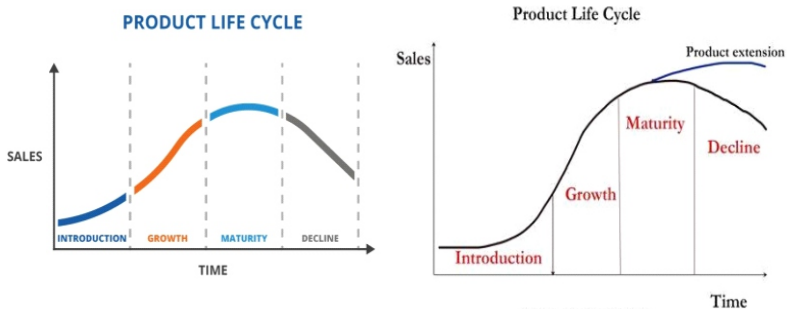 PRODUCT LIFE CYCLE
SALES
INTRODUCTION
GROWTH
MATURITY
DECLINE
TIME
Product Life Cycle
Sales
Product extension
Maturity
Decline
Growth
Introduction
Time